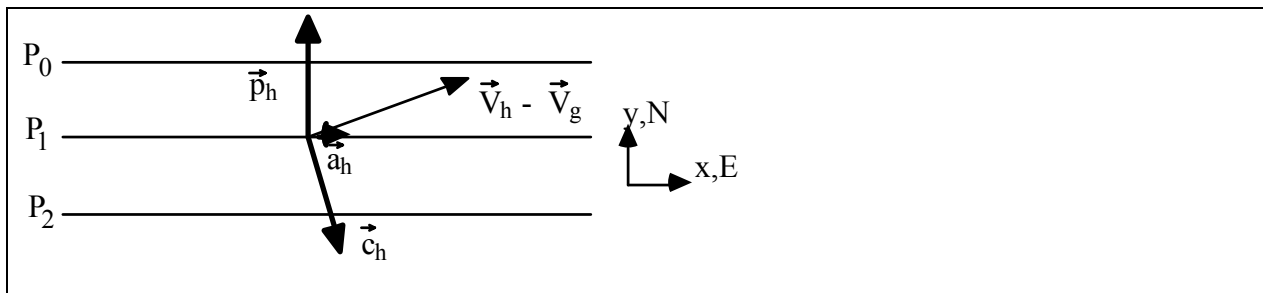 P₀
p⃗ₕ
V⃗ₕ - V⃗g
P₁
y,N
a⃗ₕ
x,E
P₂
c⃗ₕ